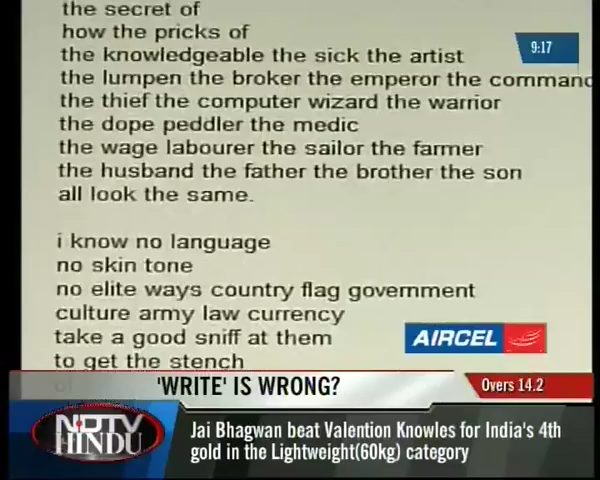 the secret of
how the pricks of
the knowledgeable the sick the artist
the lumpen the broker the emperor the command
the thief the computer wizard the warrior
the dope peddler the medic
the wage labourer the sailor the farmer
the husband the father the brother the son
all look the same.
i know no language
no skin tone
no elite ways country flag government
culture army law currency
take a good sniff at them
to get the stench
9:17
AIRCEL
'WRITE' IS WRONG?
Overs 14.2
NDTV
HINDU
Jai Bhagwan beat Valention Knowles for India's 4th
gold in the Lightweight(60kg) category